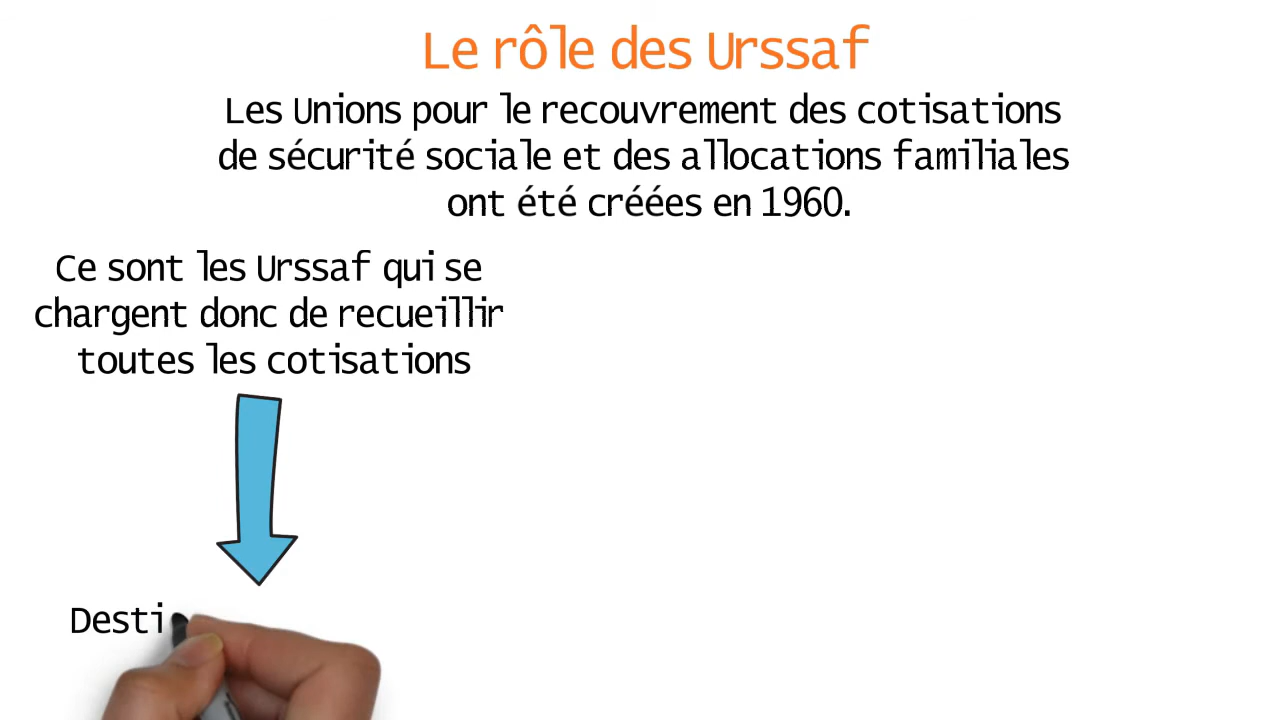 Le rôle des Urssaf
Les Unions pour le recouvrement des cotisations
de sécurité sociale et des allocations familiales
ont été créées en 1960.
Ce sont les Urssaf qui se
chargent donc de recueillir
toutes les cotisations
Desti